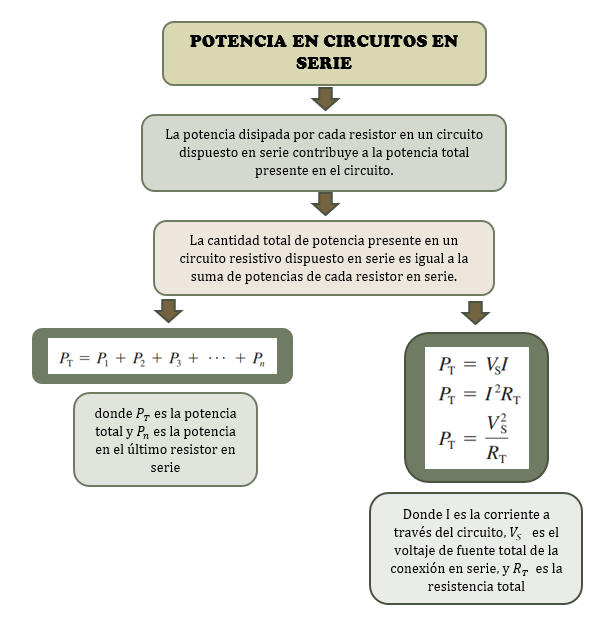 POTENCIA EN CIRCUITOS EN
SERIE
La potencia disipada por cada resistor en un circuito
dispuesto en serie contribuye a la potencia total
presente en el circuito.
La cantidad total de potencia presente en un
circuito resistivo dispuesto en serie es igual a la
suma de potencias de cada resistor en serie.
P_T = P_1 + P_2 + P_3 + ⋯ + P_n
donde P_T es la potencia
total y P_n es la potencia
en el último resistor en
serie
P_T = V_S I
P_T = I² R_T
P_T = V_S² / R_T
Donde I es la corriente a
través del circuito, V_S es el
voltaje de fuente total de la
conexión en serie, y R_T es la
resistencia total